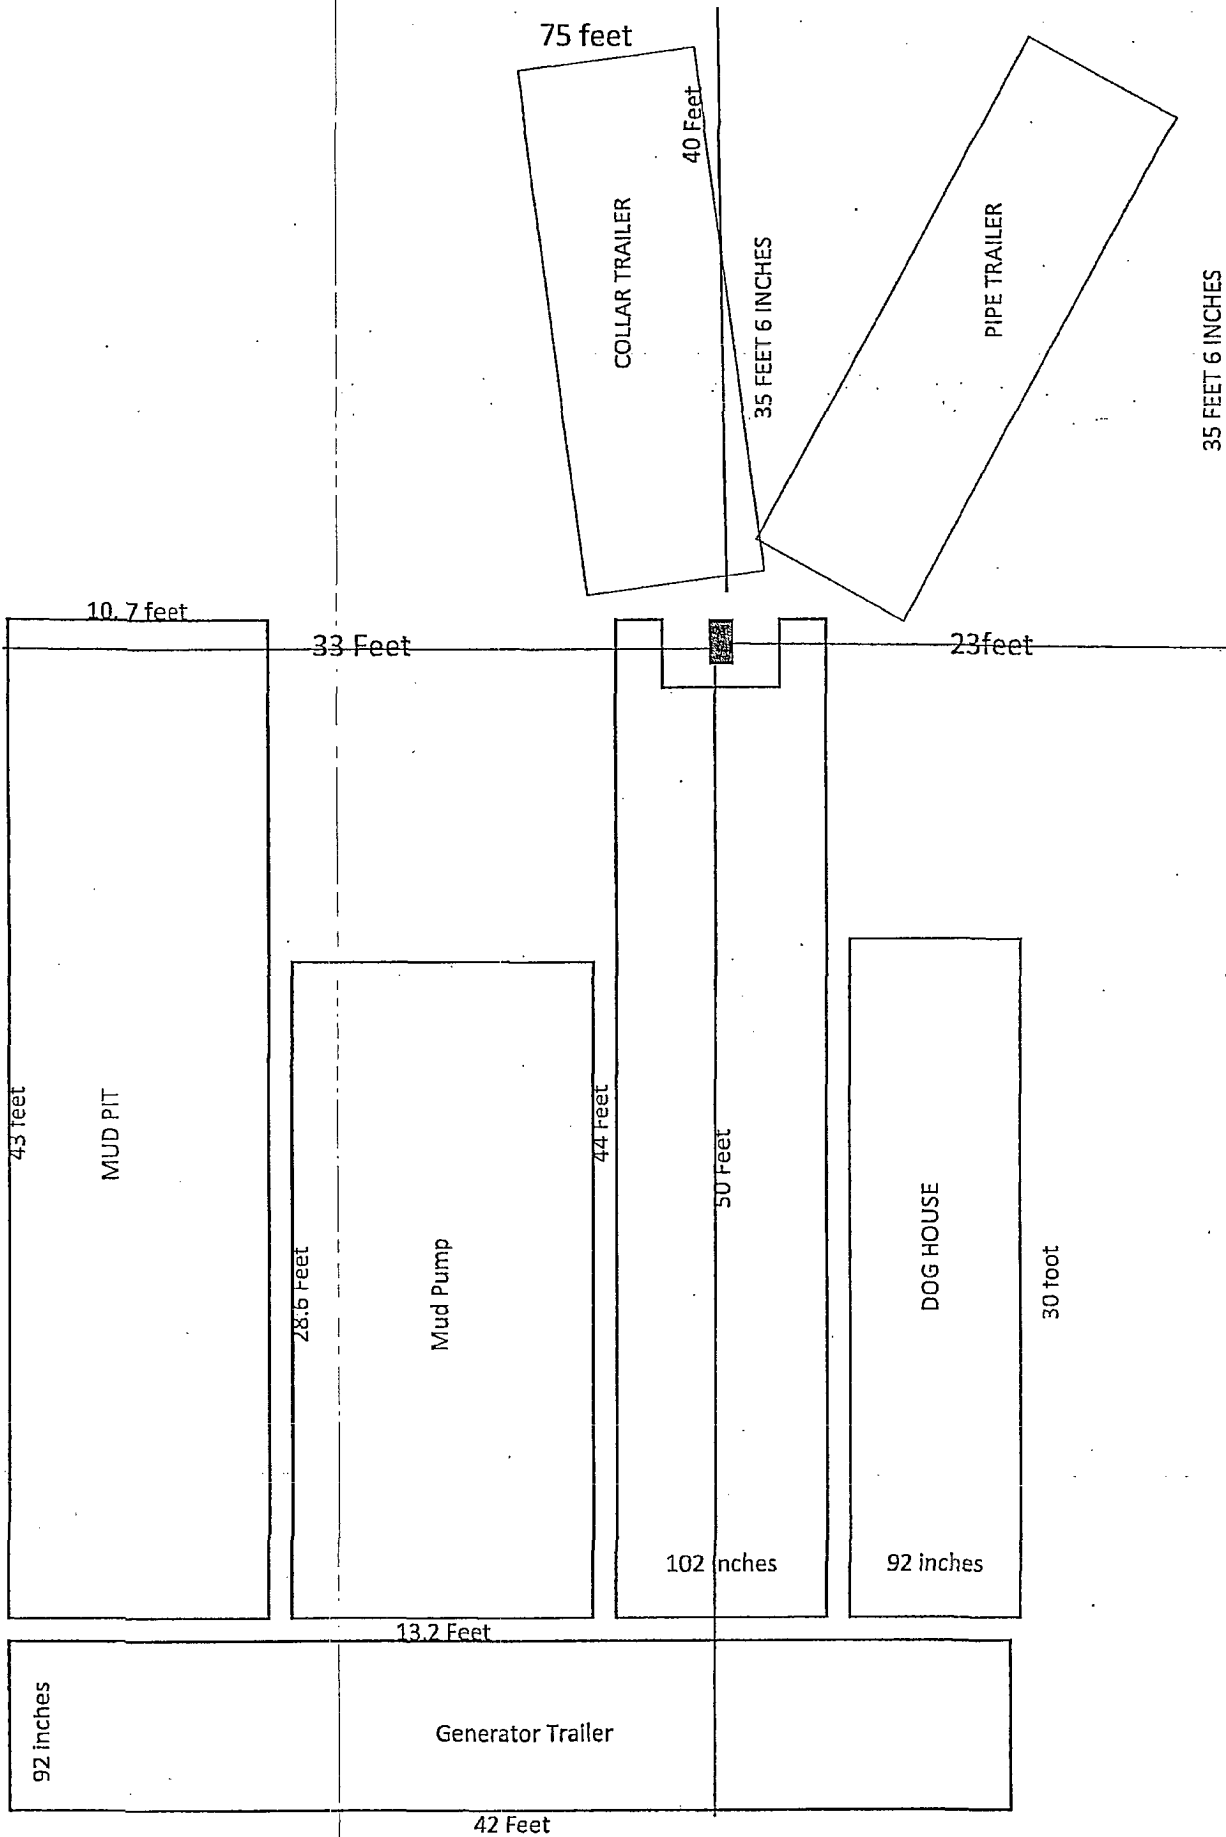 75 feet
40 Feet
COLLAR TRAILER
35 FEET 6 INCHES
PIPE TRAILER
35 FEET 6 INCHES
10. 7 feet
33 Feet
23feet
43 feet
MUD PIT
28.6 Feet
Mud Pump
44 Feet
50 Feet
DOG HOUSE
30 foot
102 inches
92 inches
13.2 Feet
92 inches
Generator Trailer
42 Feet